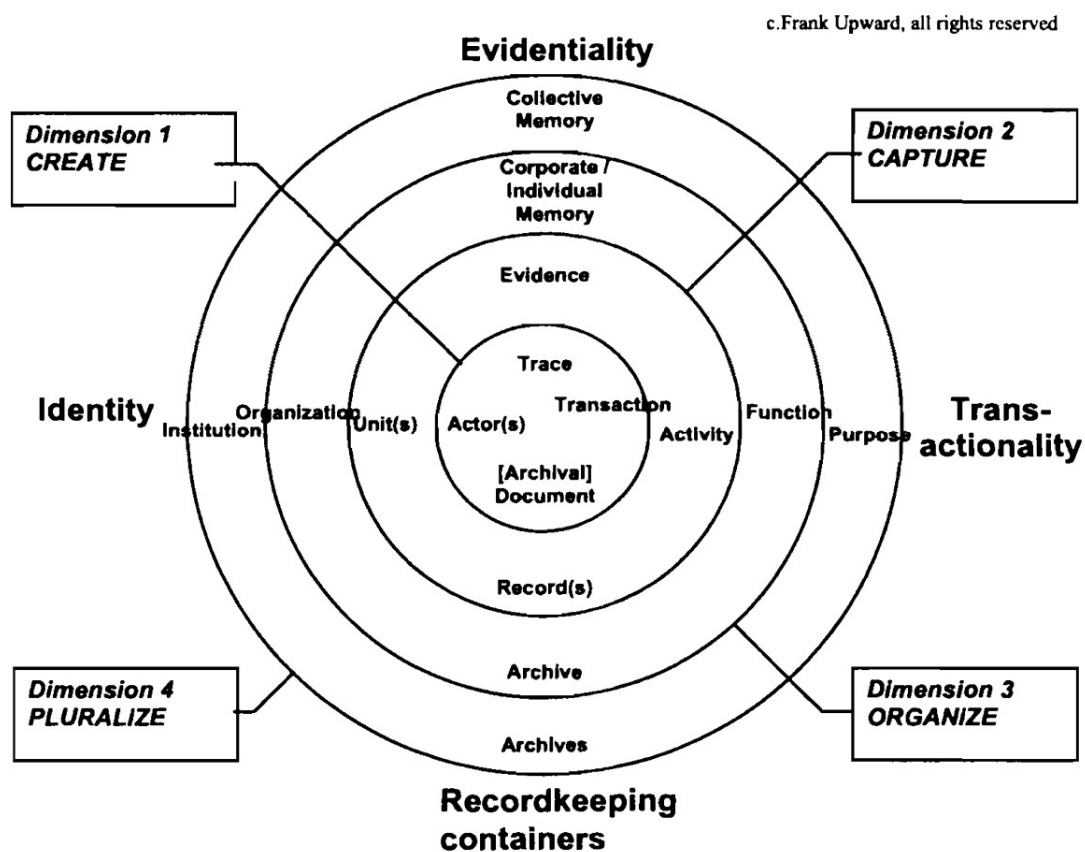 c.Frank Upward, all rights reserved
Evidentiality
Collective
Memory
Dimension 1
CREATE
Dimension 2
CAPTURE
Corporate /
Individual
Memory
Evidence
Trace
Identity
Institution
Organization
Unit(s)
Actor(s)
Transaction
Activity
Function
Purpose
Trans-
actionality
[Archival]
Document
Record(s)
Archive
Dimension 4
PLURALIZE
Dimension 3
ORGANIZE
Archives
Recordkeeping
containers